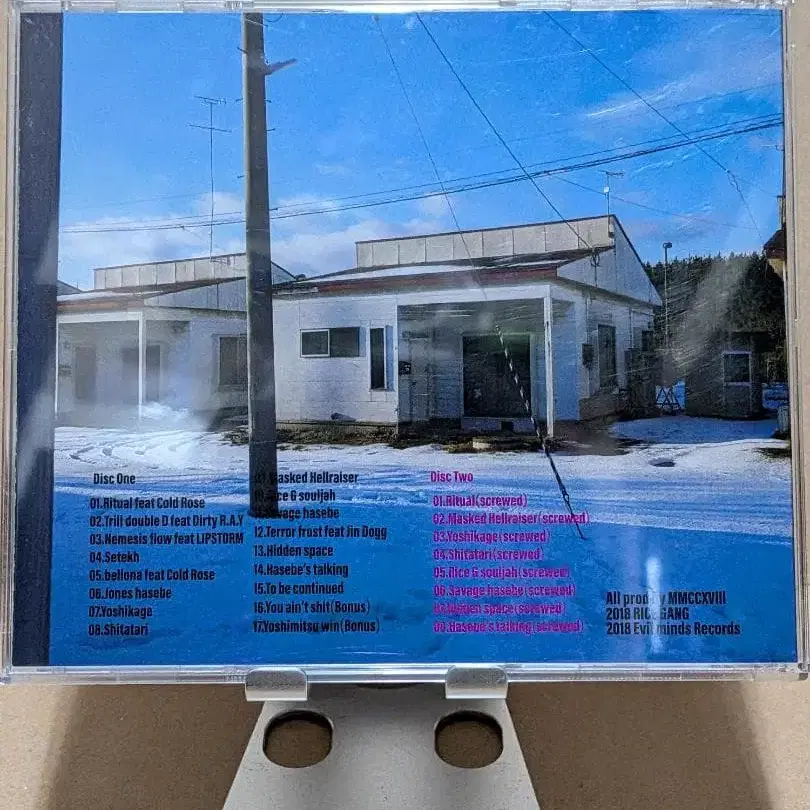 Disc One
01.Ritual feat Cold Rose
02.Trill double D feat Dirty R.A.Y
03.Nemesis flow feat LIPSTORM
04.Setekh
05.bellona feat Cold Rose
06.Jones hasebe
07.Yoshikage
08.Shitatari
Masked Hellraiser
Rice G souljah
Savage hasebe
12.Terror frost feat Jin Dogg
13.Hidden space
14.Hasebe's talking
15.To be continued
16.You ain't shit(Bonus)
17.Yoshimitsu win(Bonus)
Disc Two
01.Ritual(screwed)
02.Masked Hellraiser(screwed)
03.Yoshikage(screwed)
04.Shitatari(screwed)
05.Rice G souljah(screwed)
06.Savage hasebe(screwed)
Hidden space(screwed)
Hasebe's talking(screwed)
All prod by MMCCXVIII
2018 RICE GANG
2018 Evil minds Records